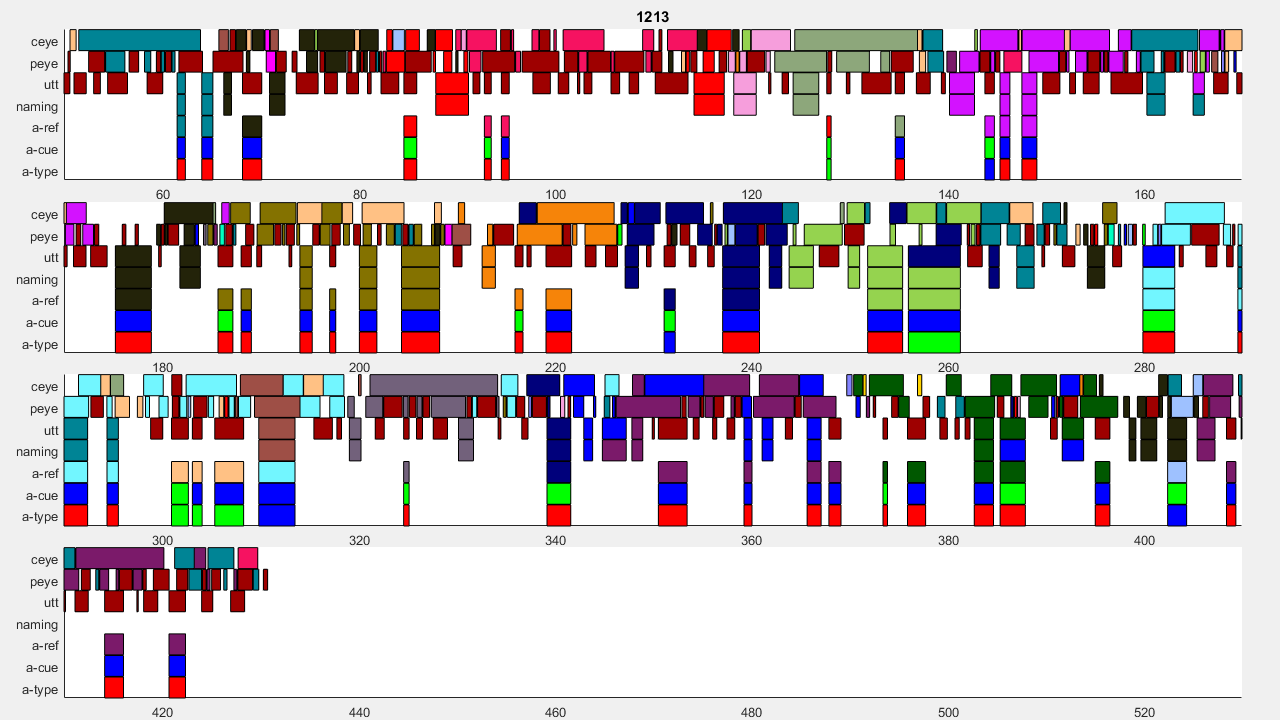 1213
ceye
peye
utt
naming
a-ref
a-cue
a-type
60 80 100 120 140 160
ceye
peye
utt
naming
a-ref
a-cue
a-type
180 200 220 240 260 280
ceye
peye
utt
naming
a-ref
a-cue
a-type
300 320 340 360 380 400
ceye
peye
utt
naming
a-ref
a-cue
a-type
420 440 460 480 500 520